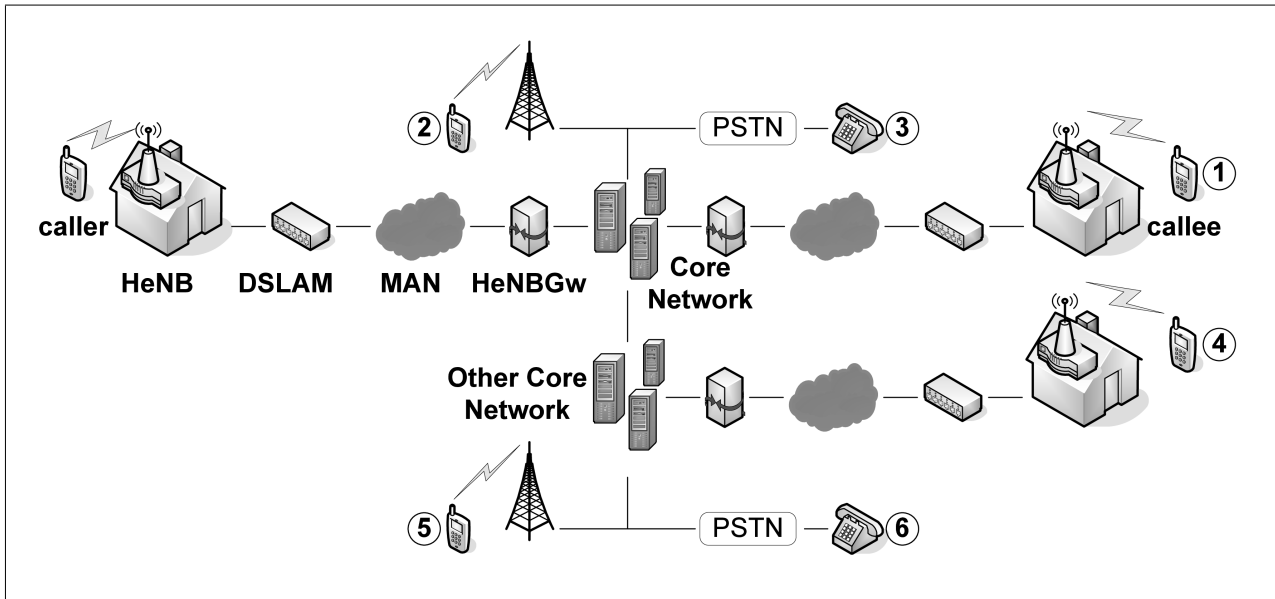 2
PSTN
3
1
caller
callee
HeNB
DSLAM
MAN
HeNBGw
Core
Network
4
Other Core
Network
5
PSTN
6